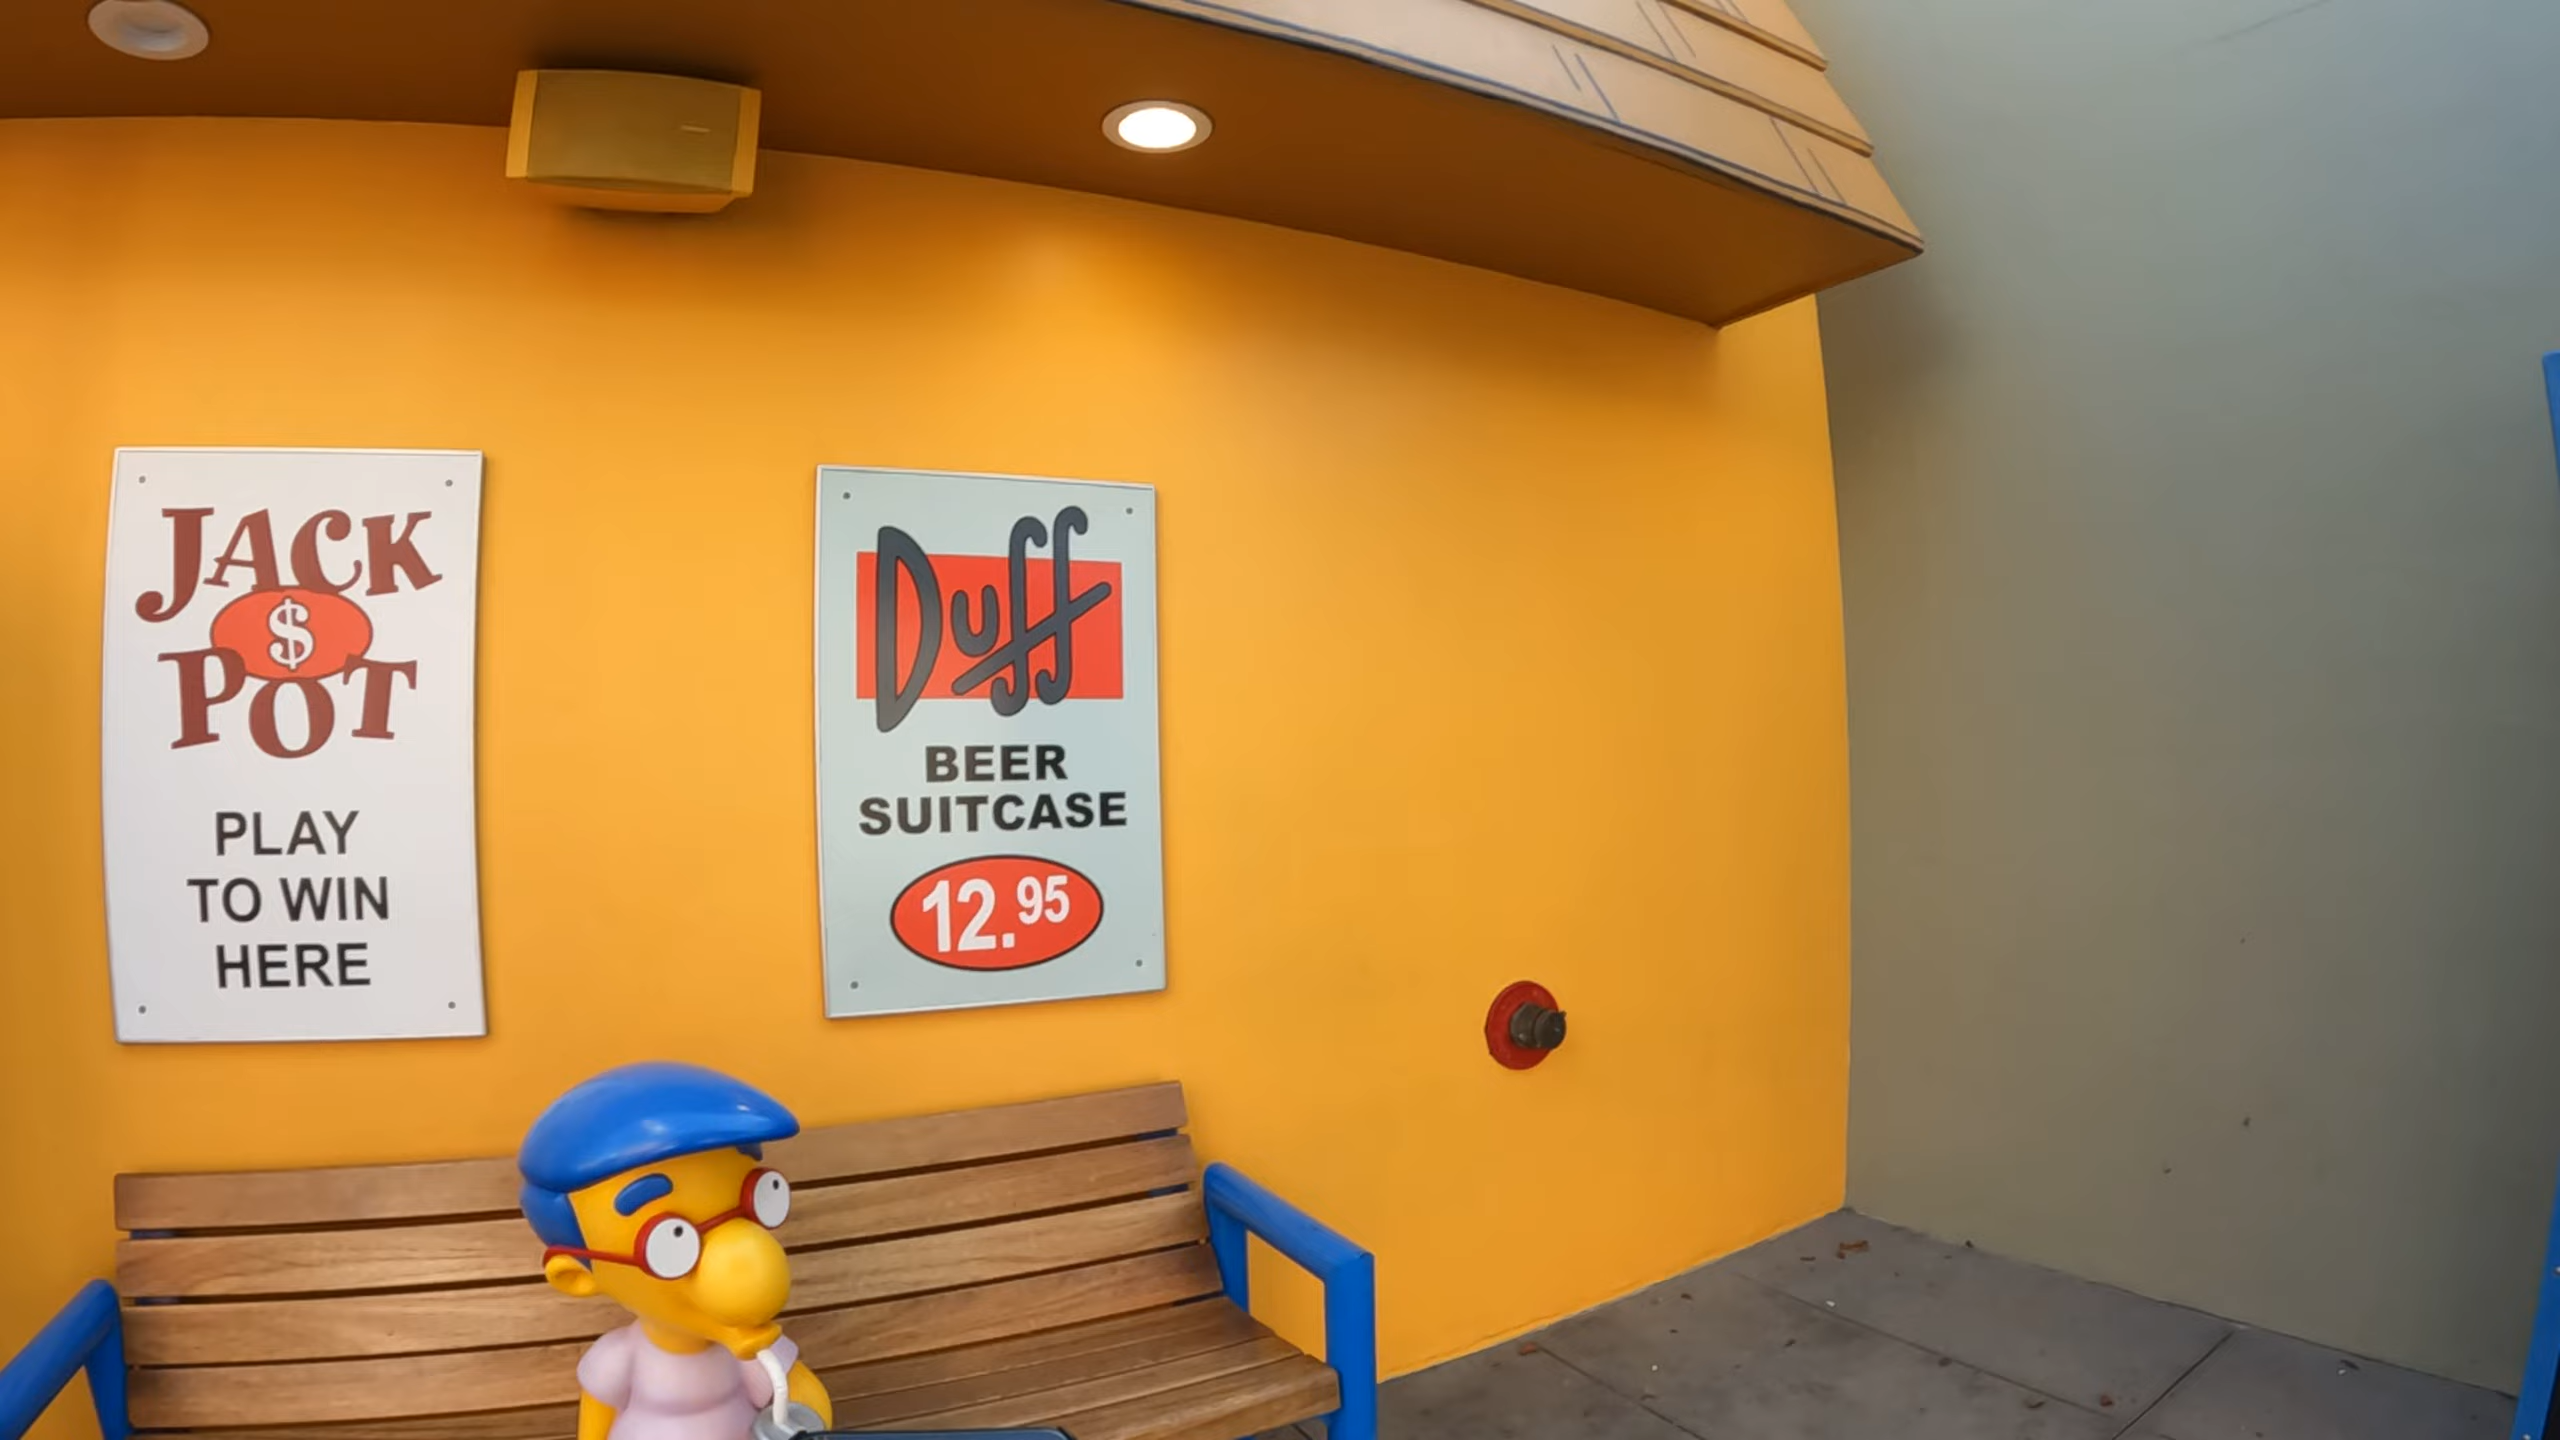 JACK
$
POT
PLAY
TO WIN
HERE
Duff
BEER
SUITCASE
12.95